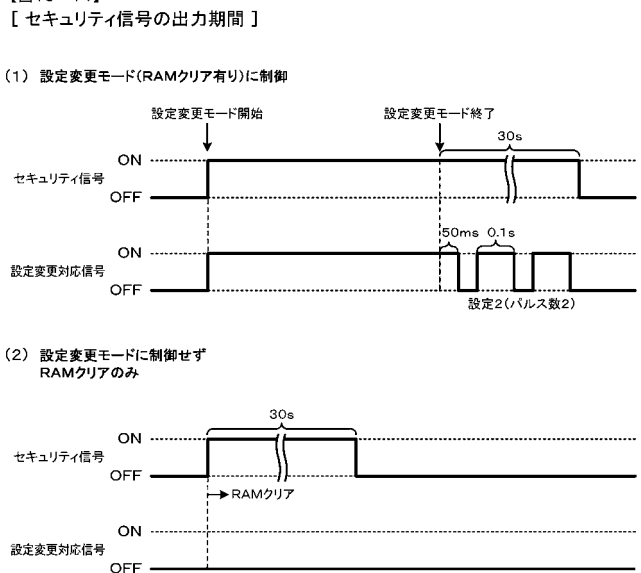 [ セキュリティ信号の出力期間 ]
(1) 設定変更モード(RAMクリア有り)に制御
設定変更モード開始
設定変更モード終了
30s
ON
セキュリティ信号
OFF
50ms 0.1s
ON
設定変更対応信号
OFF
設定2(パルス数2)
(2) 設定変更モードに制御せず
RAMクリアのみ
30s
ON
セキュリティ信号
OFF
RAMクリア
ON
設定変更対応信号
OFF